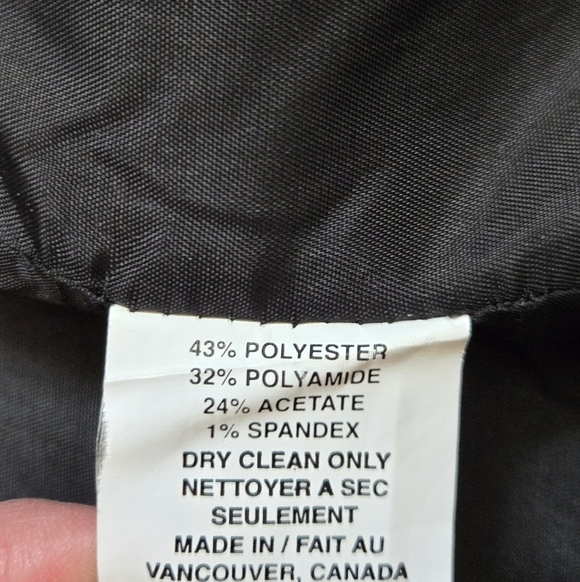 43% POLYESTER
32% POLYAMIDE
24% ACETATE
1% SPANDEX
DRY CLEAN ONLY
NETTOYER A SEC
SEULEMENT
MADE IN / FAIT AU
VANCOUVER, CANADA